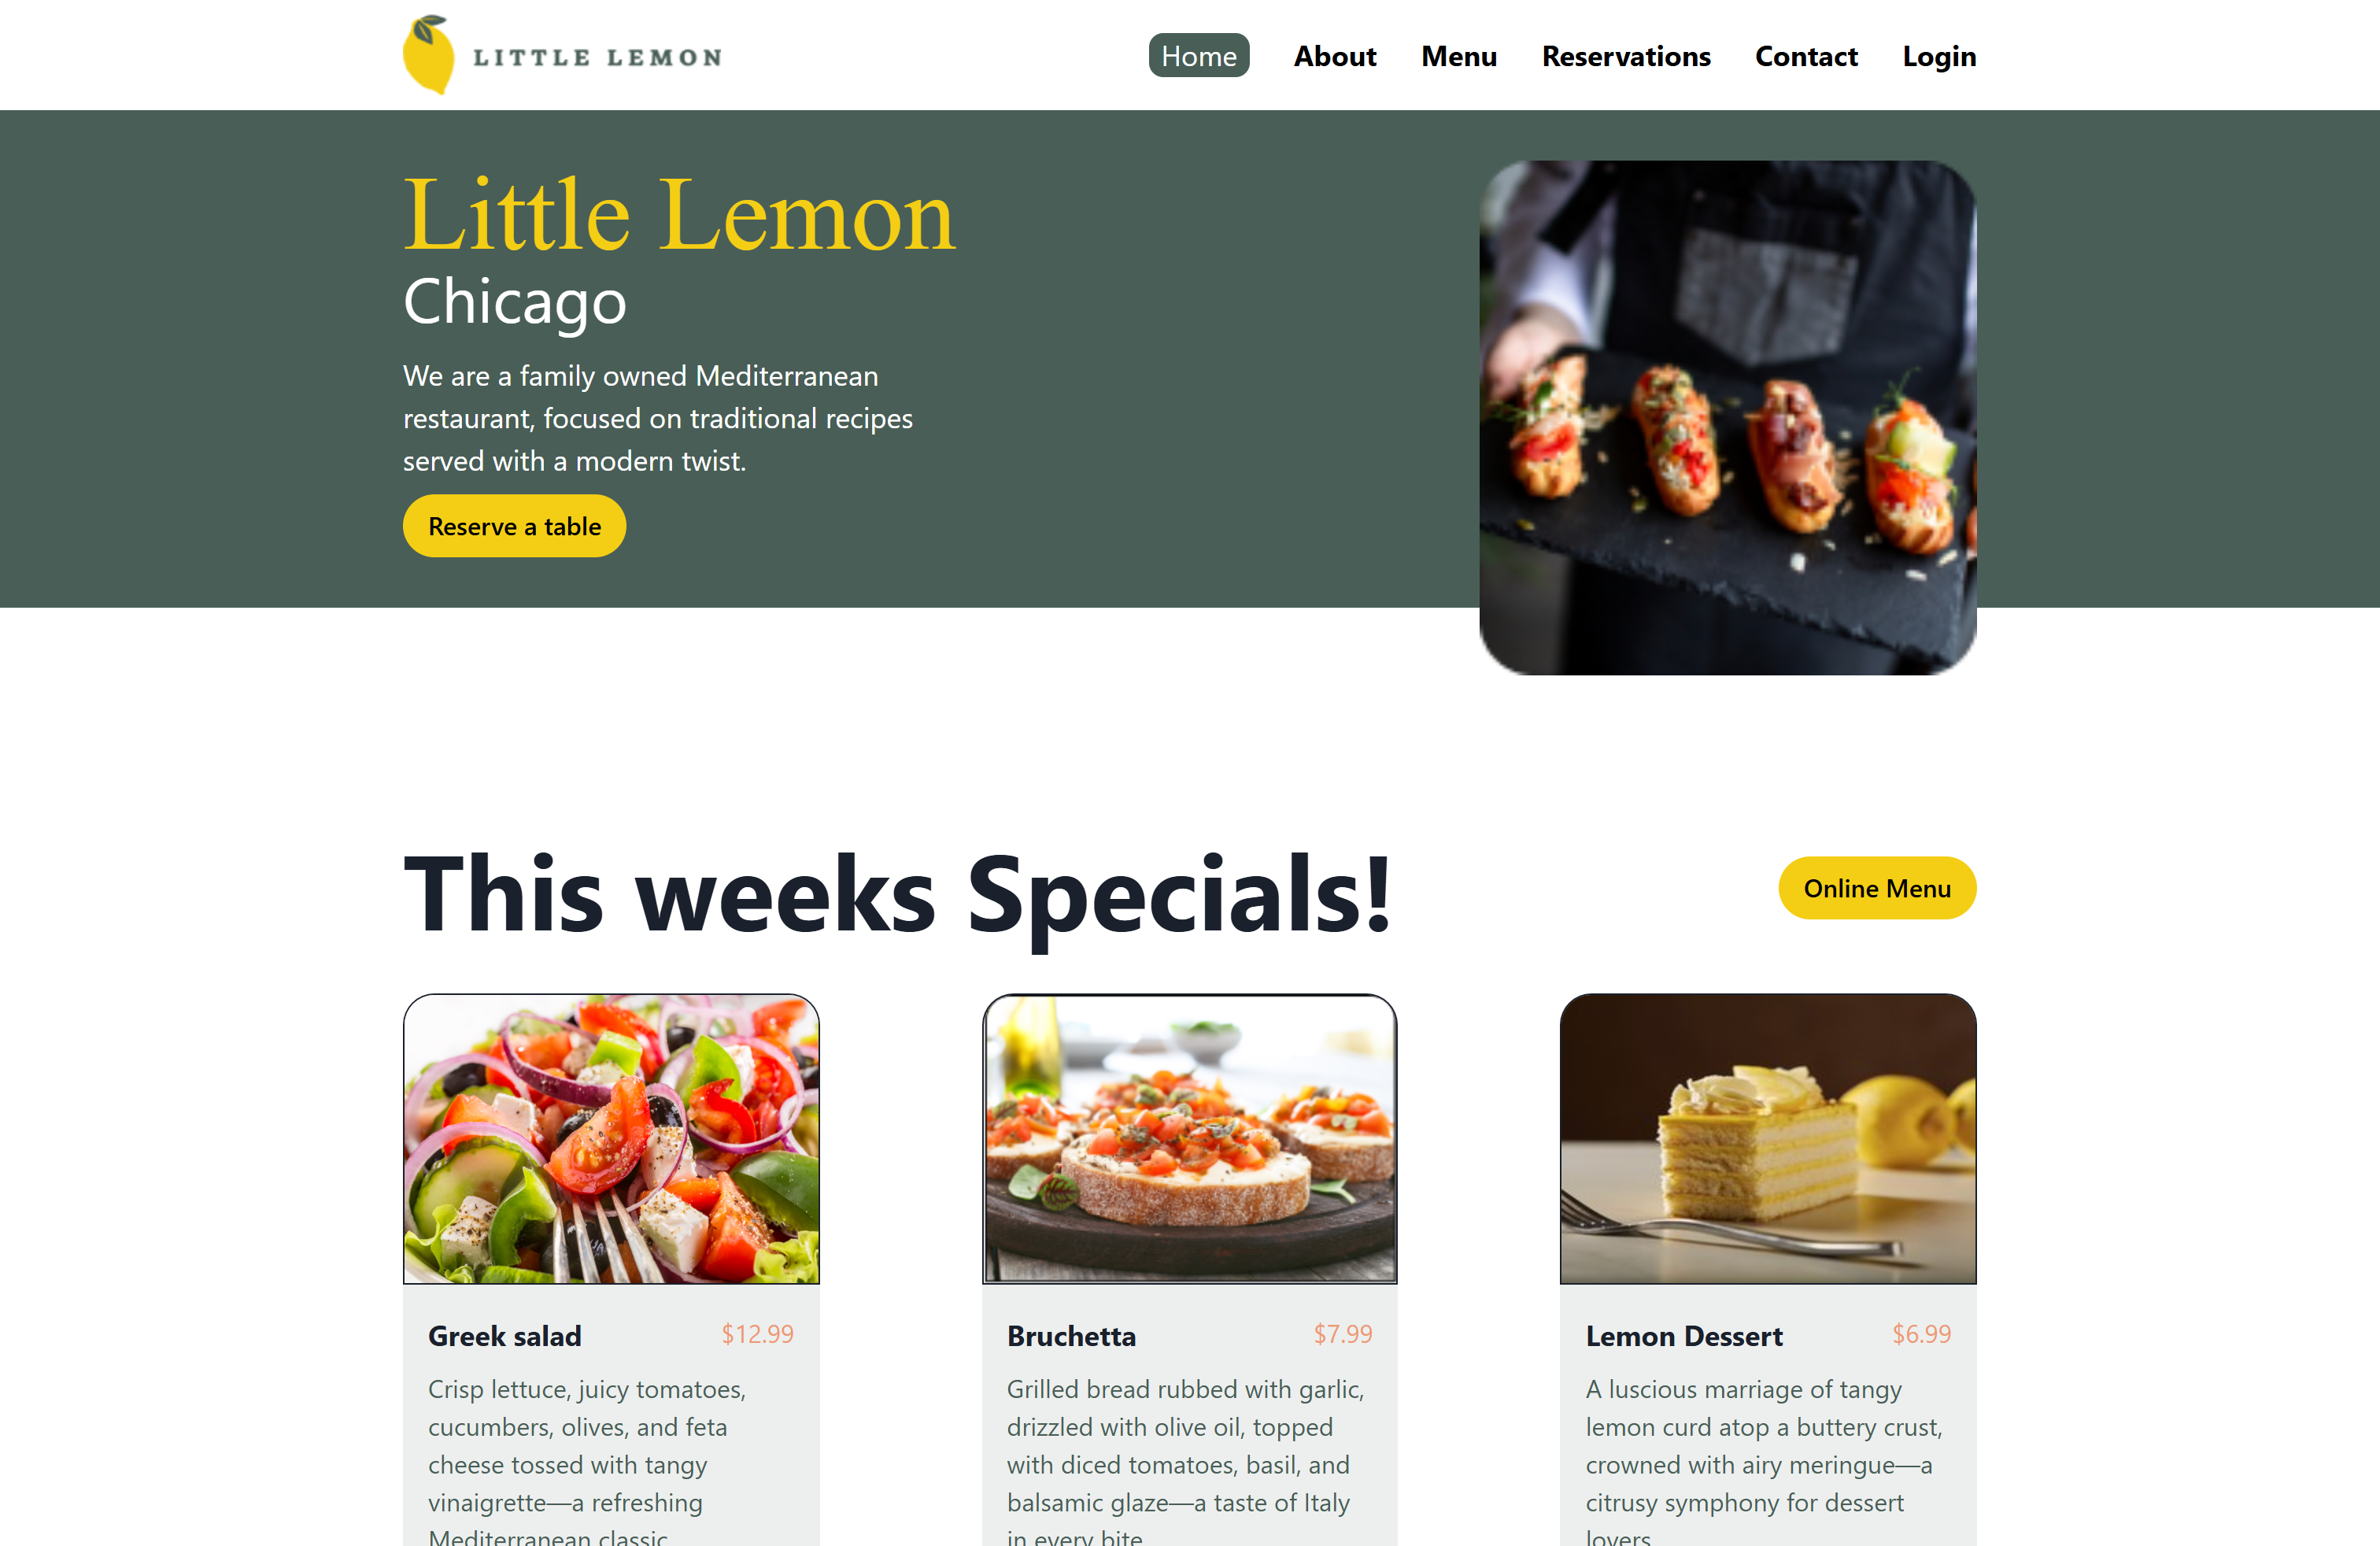 LITTLE LEMON
Home About Menu Reservations Contact Login
Little Lemon
Chicago
We are a family owned Mediterranean
restaurant, focused on traditional recipes
served with a modern twist.
Reserve a table
This weeks Specials!
Online Menu
Greek salad $12.99
Crisp lettuce, juicy tomatoes,
cucumbers, olives, and feta
cheese tossed with tangy
vinaigrette—a refreshing
Mediterranean classic
Bruchetta $7.99
Grilled bread rubbed with garlic,
drizzled with olive oil, topped
with diced tomatoes, basil, and
balsamic glaze—a taste of Italy
in every bite
Lemon Dessert $6.99
A luscious marriage of tangy
lemon curd atop a buttery crust,
crowned with airy meringue—a
citrusy symphony for dessert
lovers